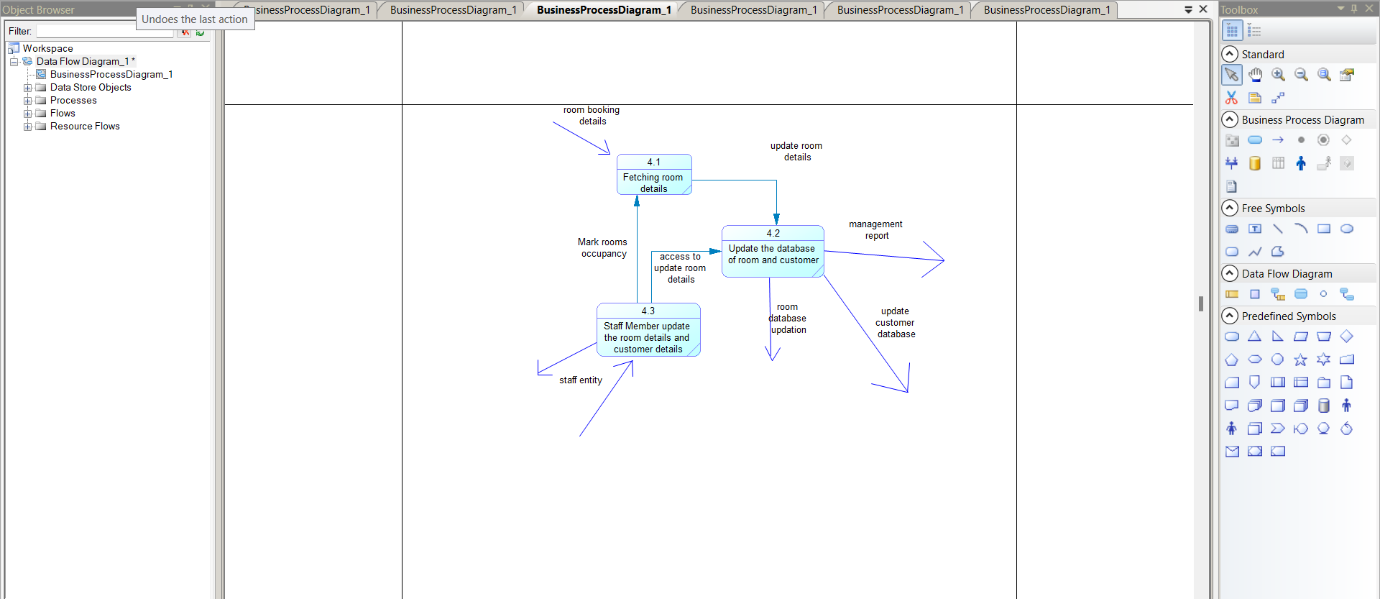 Object Browser
Undoes the last action
BusinessProcessDiagram_1
BusinessProcessDiagram_1
BusinessProcessDiagram_1
BusinessProcessDiagram_1
BusinessProcessDiagram_1
BusinessProcessDiagram_1
Toolbox
Filter:
Workspace
Data Flow Diagram_1 *
BusinessProcessDiagram_1
Data Store Objects
Processes
Flows
Resource Flows
room booking
details
4.1
Fetching room
details
update room
details
Mark rooms
occupancy
access to
update room
details
4.2
Update the database
of room and customer
management
report
4.3
Staff Member update
the room details and
customer details
room
database
updation
update
customer
database
staff entity
Standard
Business Process Diagram
Free Symbols
Data Flow Diagram
Predefined Symbols